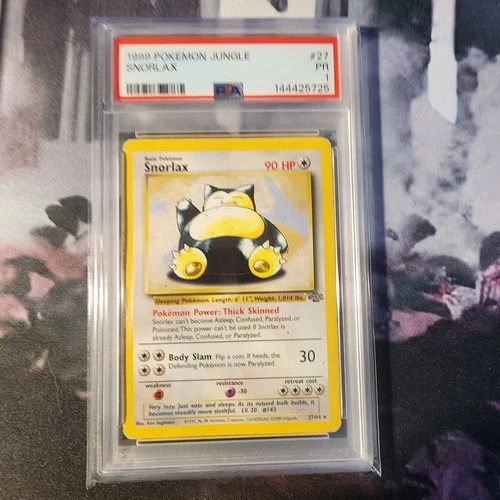 1999 POKEMON JUNGLE #27
SNORLAX PR
1
PSA 144425725
Basic Pokémon
Snorlax 90 HP
Sleeping Pokémon. Length: 6' 11", Weight: 1,014 lbs.
Pokémon Power: Thick Skinned
Snorlax can't become Asleep, Confused, Paralyzed, or
Poisoned. This power can't be used if Snorlax is
already Asleep, Confused, or Paralyzed.
Body Slam Flip a coin. If heads, the 30
Defending Pokémon is now Paralyzed.
weakness resistance retreat cost
-30
Very lazy. Just eats and sleeps. As its rotund bulk builds, it
becomes steadily more slothful. LV. 20 #143
Illus. Ken Sugimori 27/64